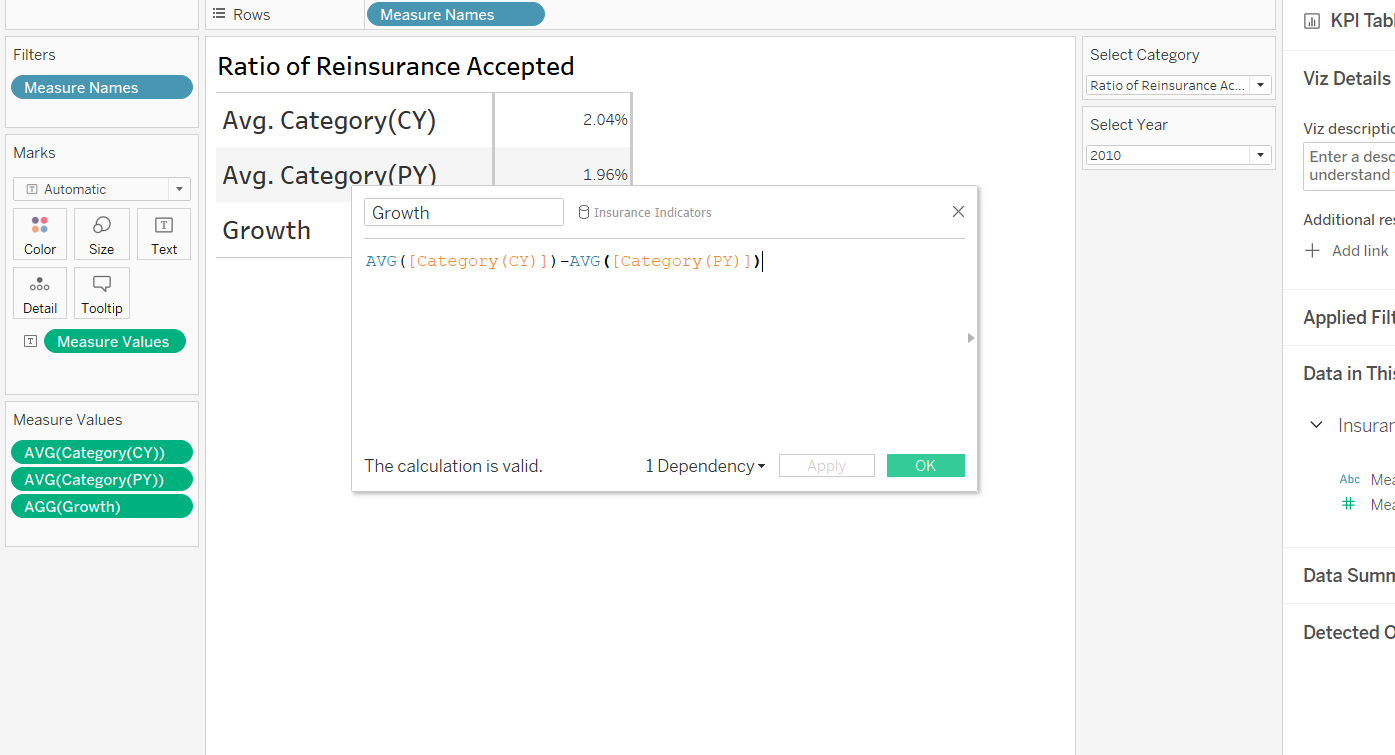 Rows
Measure Names
Filters
Measure Names
Marks
Automatic
Color
Size
Text
Detail
Tooltip
Measure Values
Measure Values
AVG(Category(CY))
AVG(Category(PY))
AGG(Growth)
Ratio of Reinsurance Accepted
Avg. Category(CY) 2.04%
Avg. Category(PY) 1.96%
Growth
Growth
Insurance Indicators
AVG([Category(CY)])-AVG([Category(PY)])
The calculation is valid.
1 Dependency
Apply
OK
Select Category
Ratio of Reinsurance Ac...
Select Year
2010
KPI Tabl
Viz Details
Viz descriptio
Enter a desc
understand
Additional res
Add link
Applied Filt
Data in This
Insuran
Abc Mea
Mea
Data Summ
Detected O